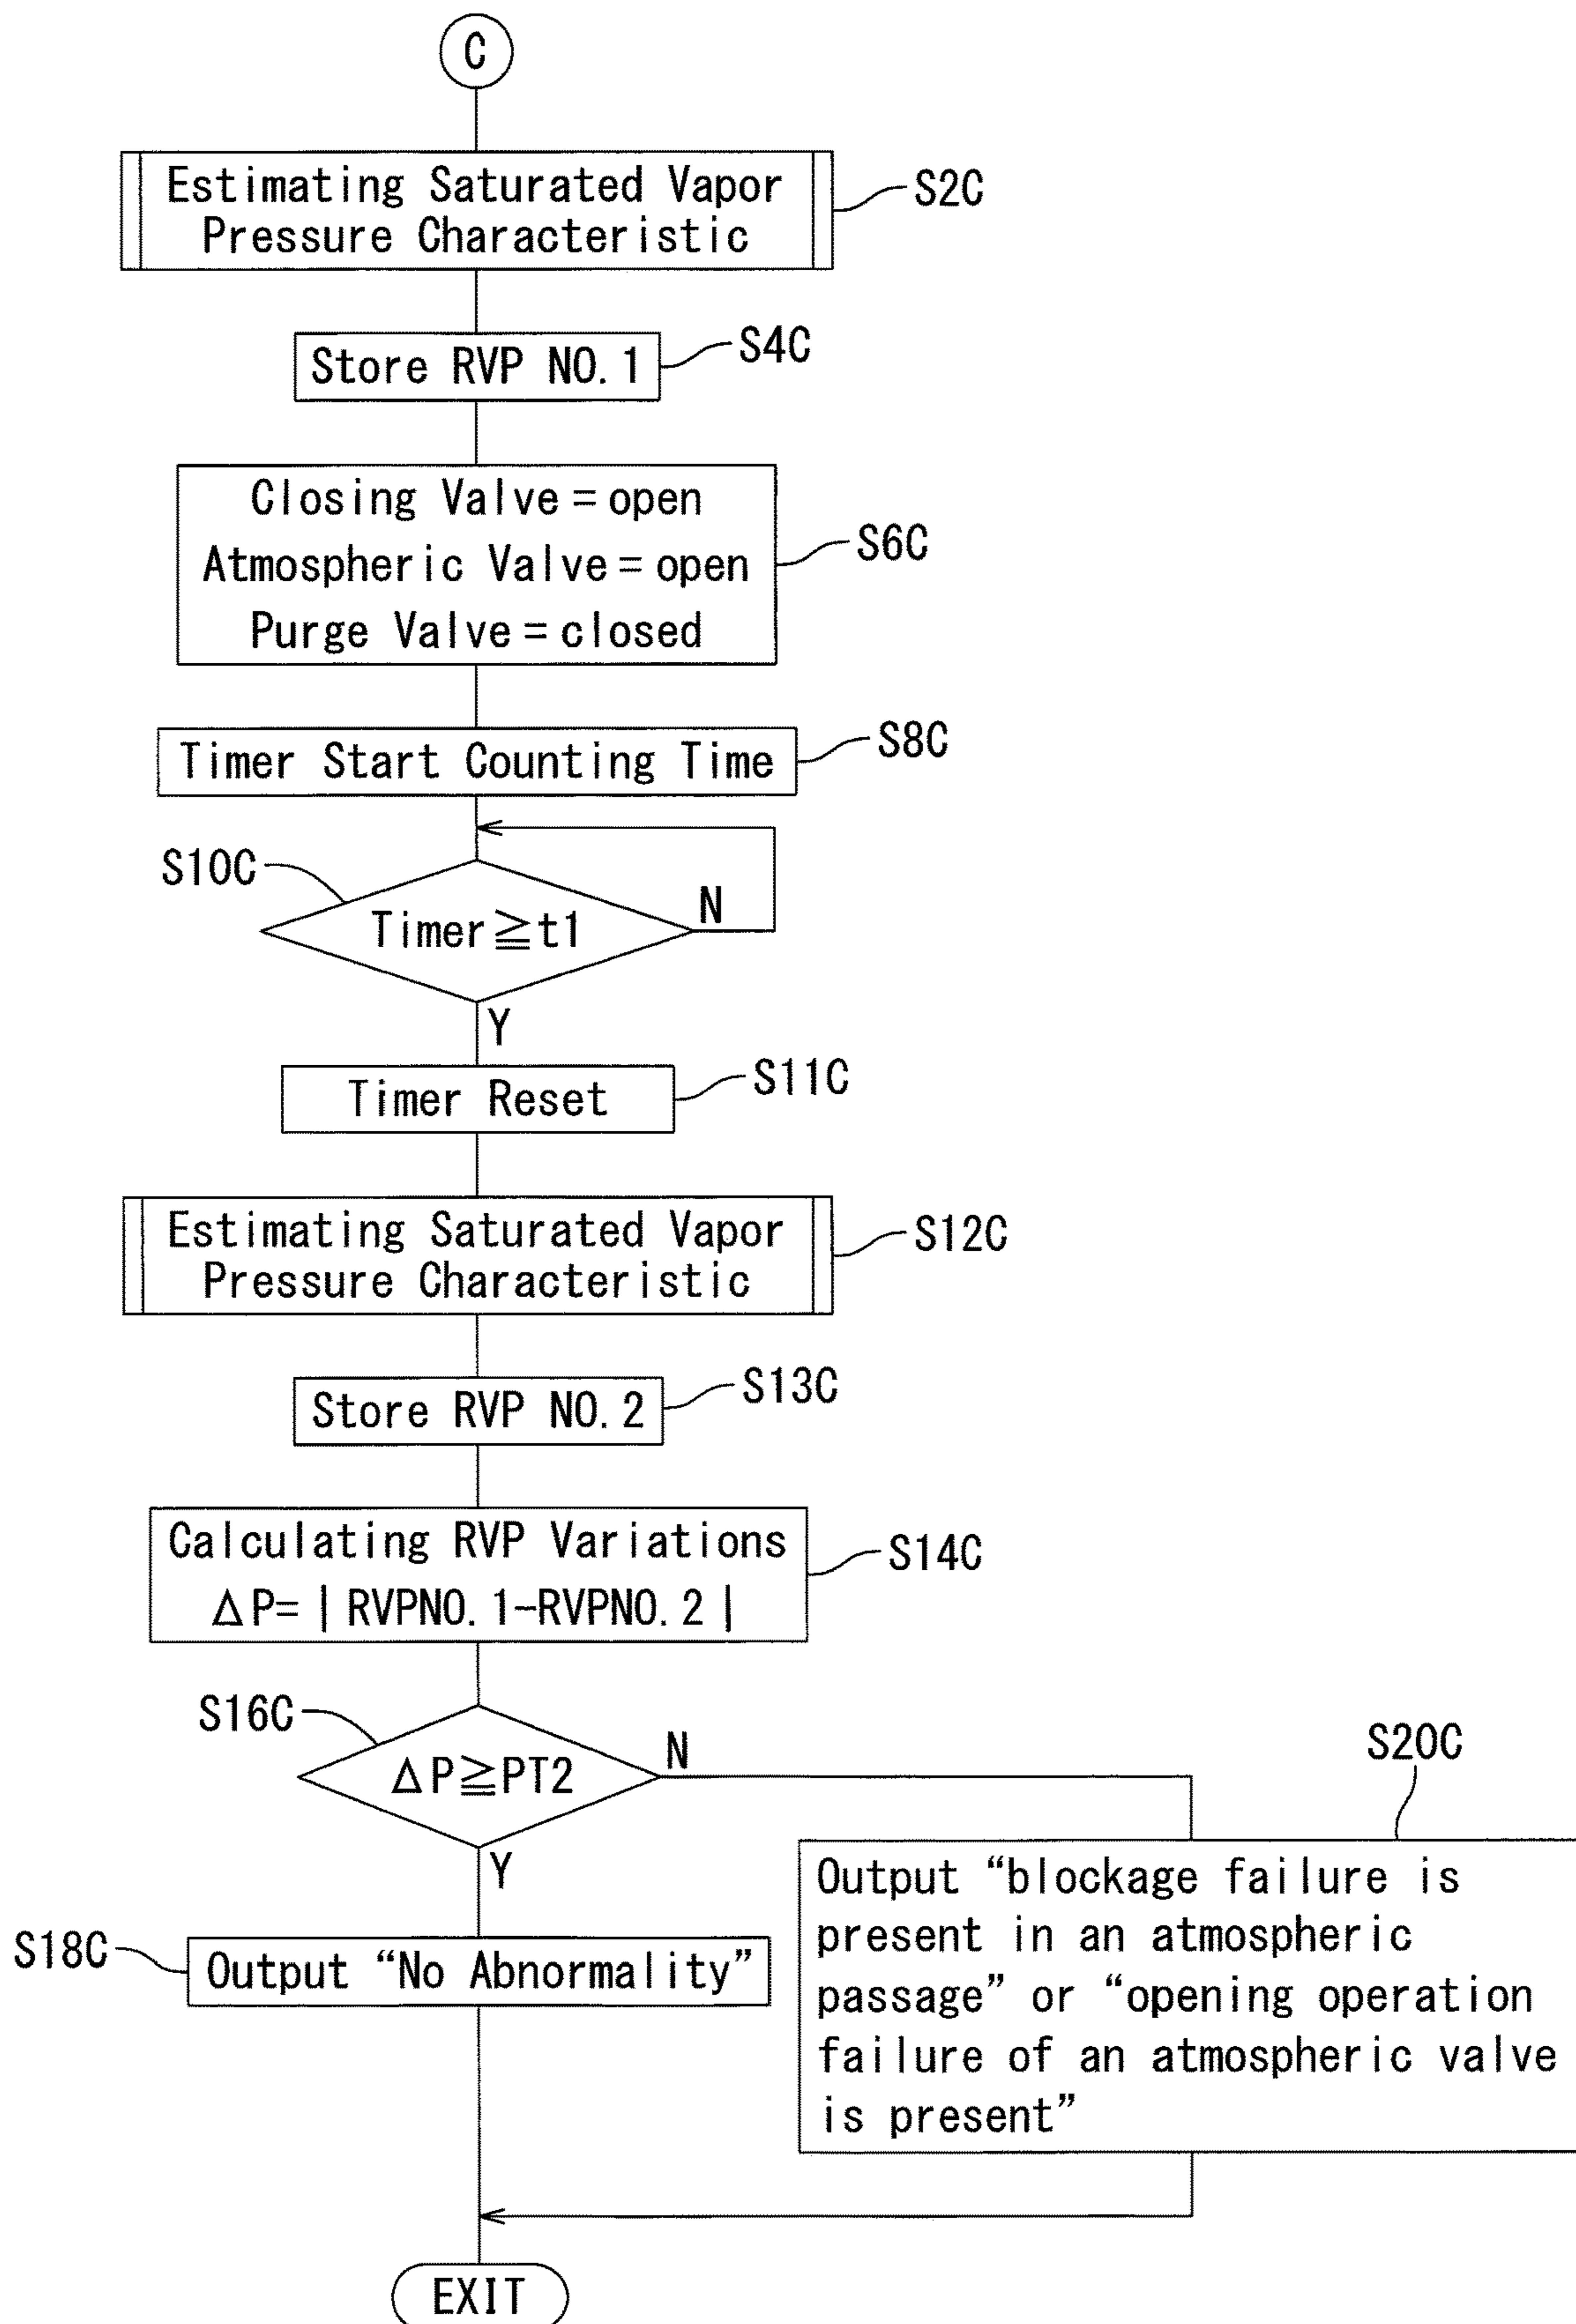 C
Estimating Saturated Vapor
Pressure Characteristic
S2C
Store RVP NO.1
S4C
Closing Valve=open
Atmospheric Valve=open
Purge Valve=closed
S6C
Timer Start Counting Time
S8C
S10C
Timer≧t1
N
Y
Timer Reset
S11C
Estimating Saturated Vapor
Pressure Characteristic
S12C
Store RVP NO.2
S13C
Calculating RVP Variations
ΔP=|RVPNO.1-RVPNO.2|
S14C
S16C
ΔP≧PT2
N
Y
S20C
Output “blockage failure is
present in an atmospheric
passage” or “opening operation
failure of an atmospheric valve
is present”
S18C
Output “No Abnormality”
EXIT